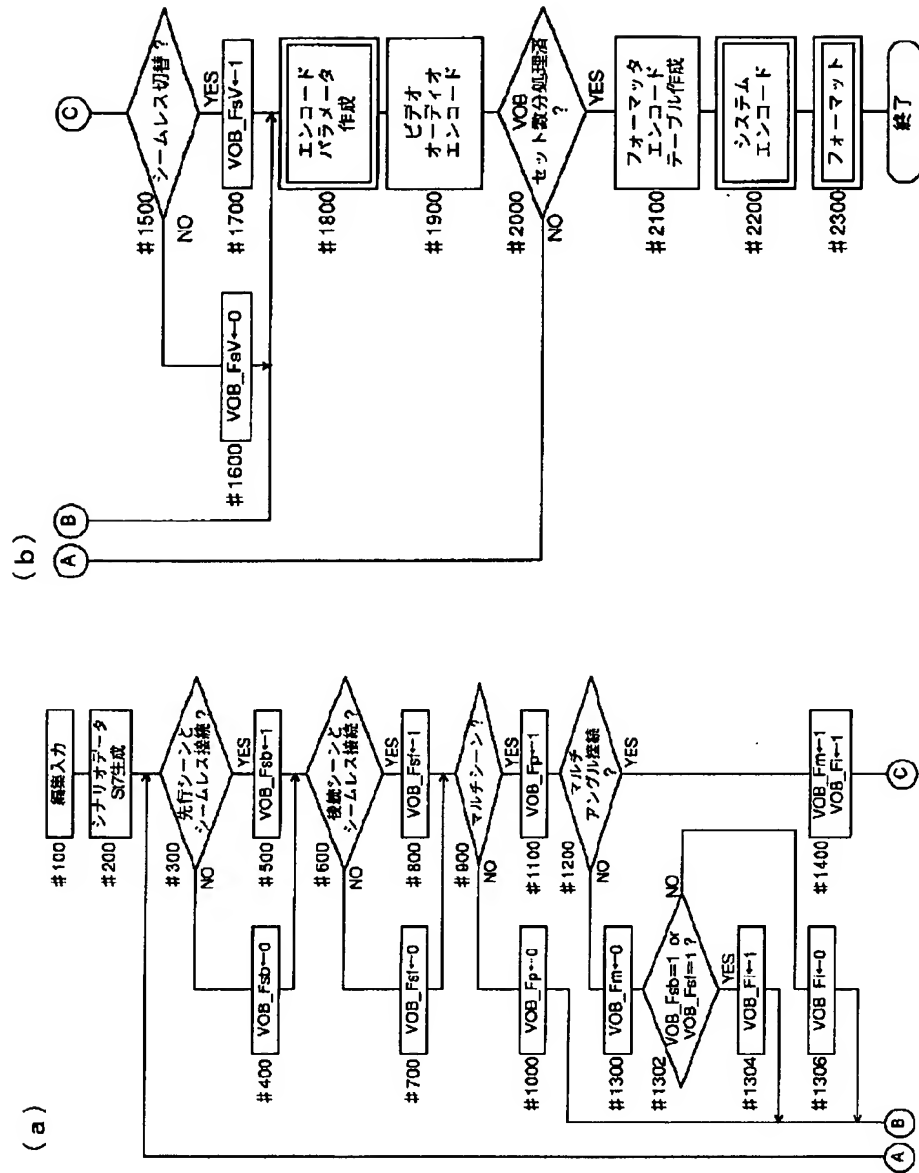 (a)
#100
編集入力
#200
シナリオデータ
St7生成
#300
先行シーンと
シームレス接続?
NO
YES
#400
VOB_Fsb←0
#500
VOB_Fsb←1
#600
後続シーンと
シームレス接続?
NO
YES
#700
VOB_Fsf←0
#800
VOB_Fsf←1
#900
マルチシーン?
NO
YES
#1000
VOB_Fp←0
#1100
VOB_Fp←1
#1200
マルチ
アングル接続
?
NO
YES
#1300
VOB_Fm←0
#1302
VOB_Fsb=1 or
VOB_Fsf=1 ?
NO
YES
#1304
VOB_Fi←1
#1306
VOB_Fi←0
#1400
VOB_Fm←1
VOB_Fi←1
A
B
C
(b)
A
B
C
#1500
シームレス切替?
NO
YES
#1600
VOB_FsV←0
#1700
VOB_FsV←1
#1800
エンコード
パラメータ
作成
#1900
ビデオ
オーディオ
エンコード
#2000
VOB
セット数分処理済
?
NO
YES
#2100
フォーマッタ
エンコード
テーブル作成
#2200
システム
エンコード
#2300
フォーマット
終了